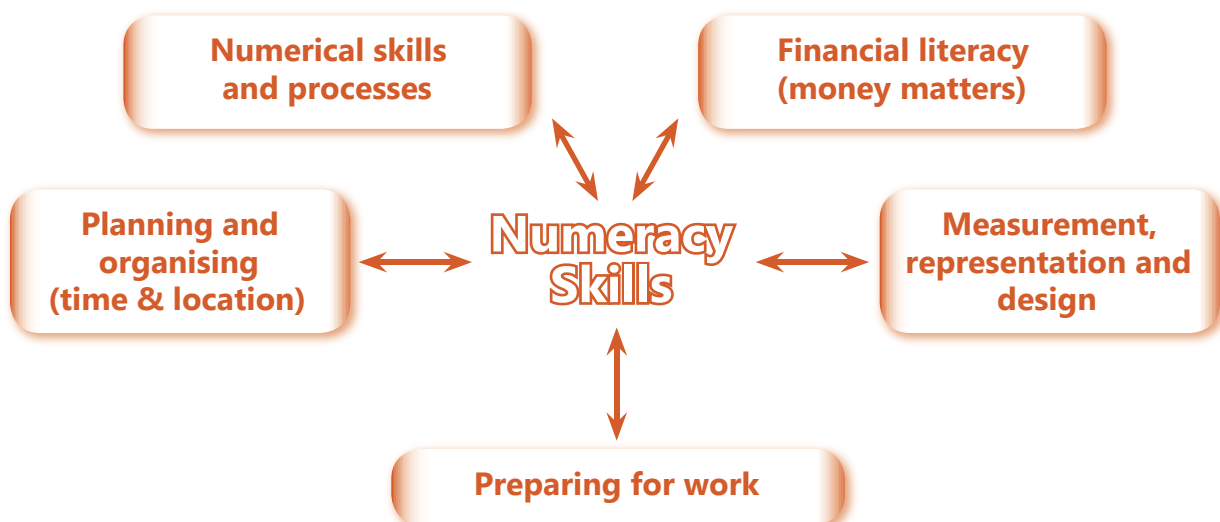 Numerical skills
and processes
Financial literacy
(money matters)
Planning and
organising
(time & location)
Numeracy
Skills
Measurement,
representation and
design
Preparing for work